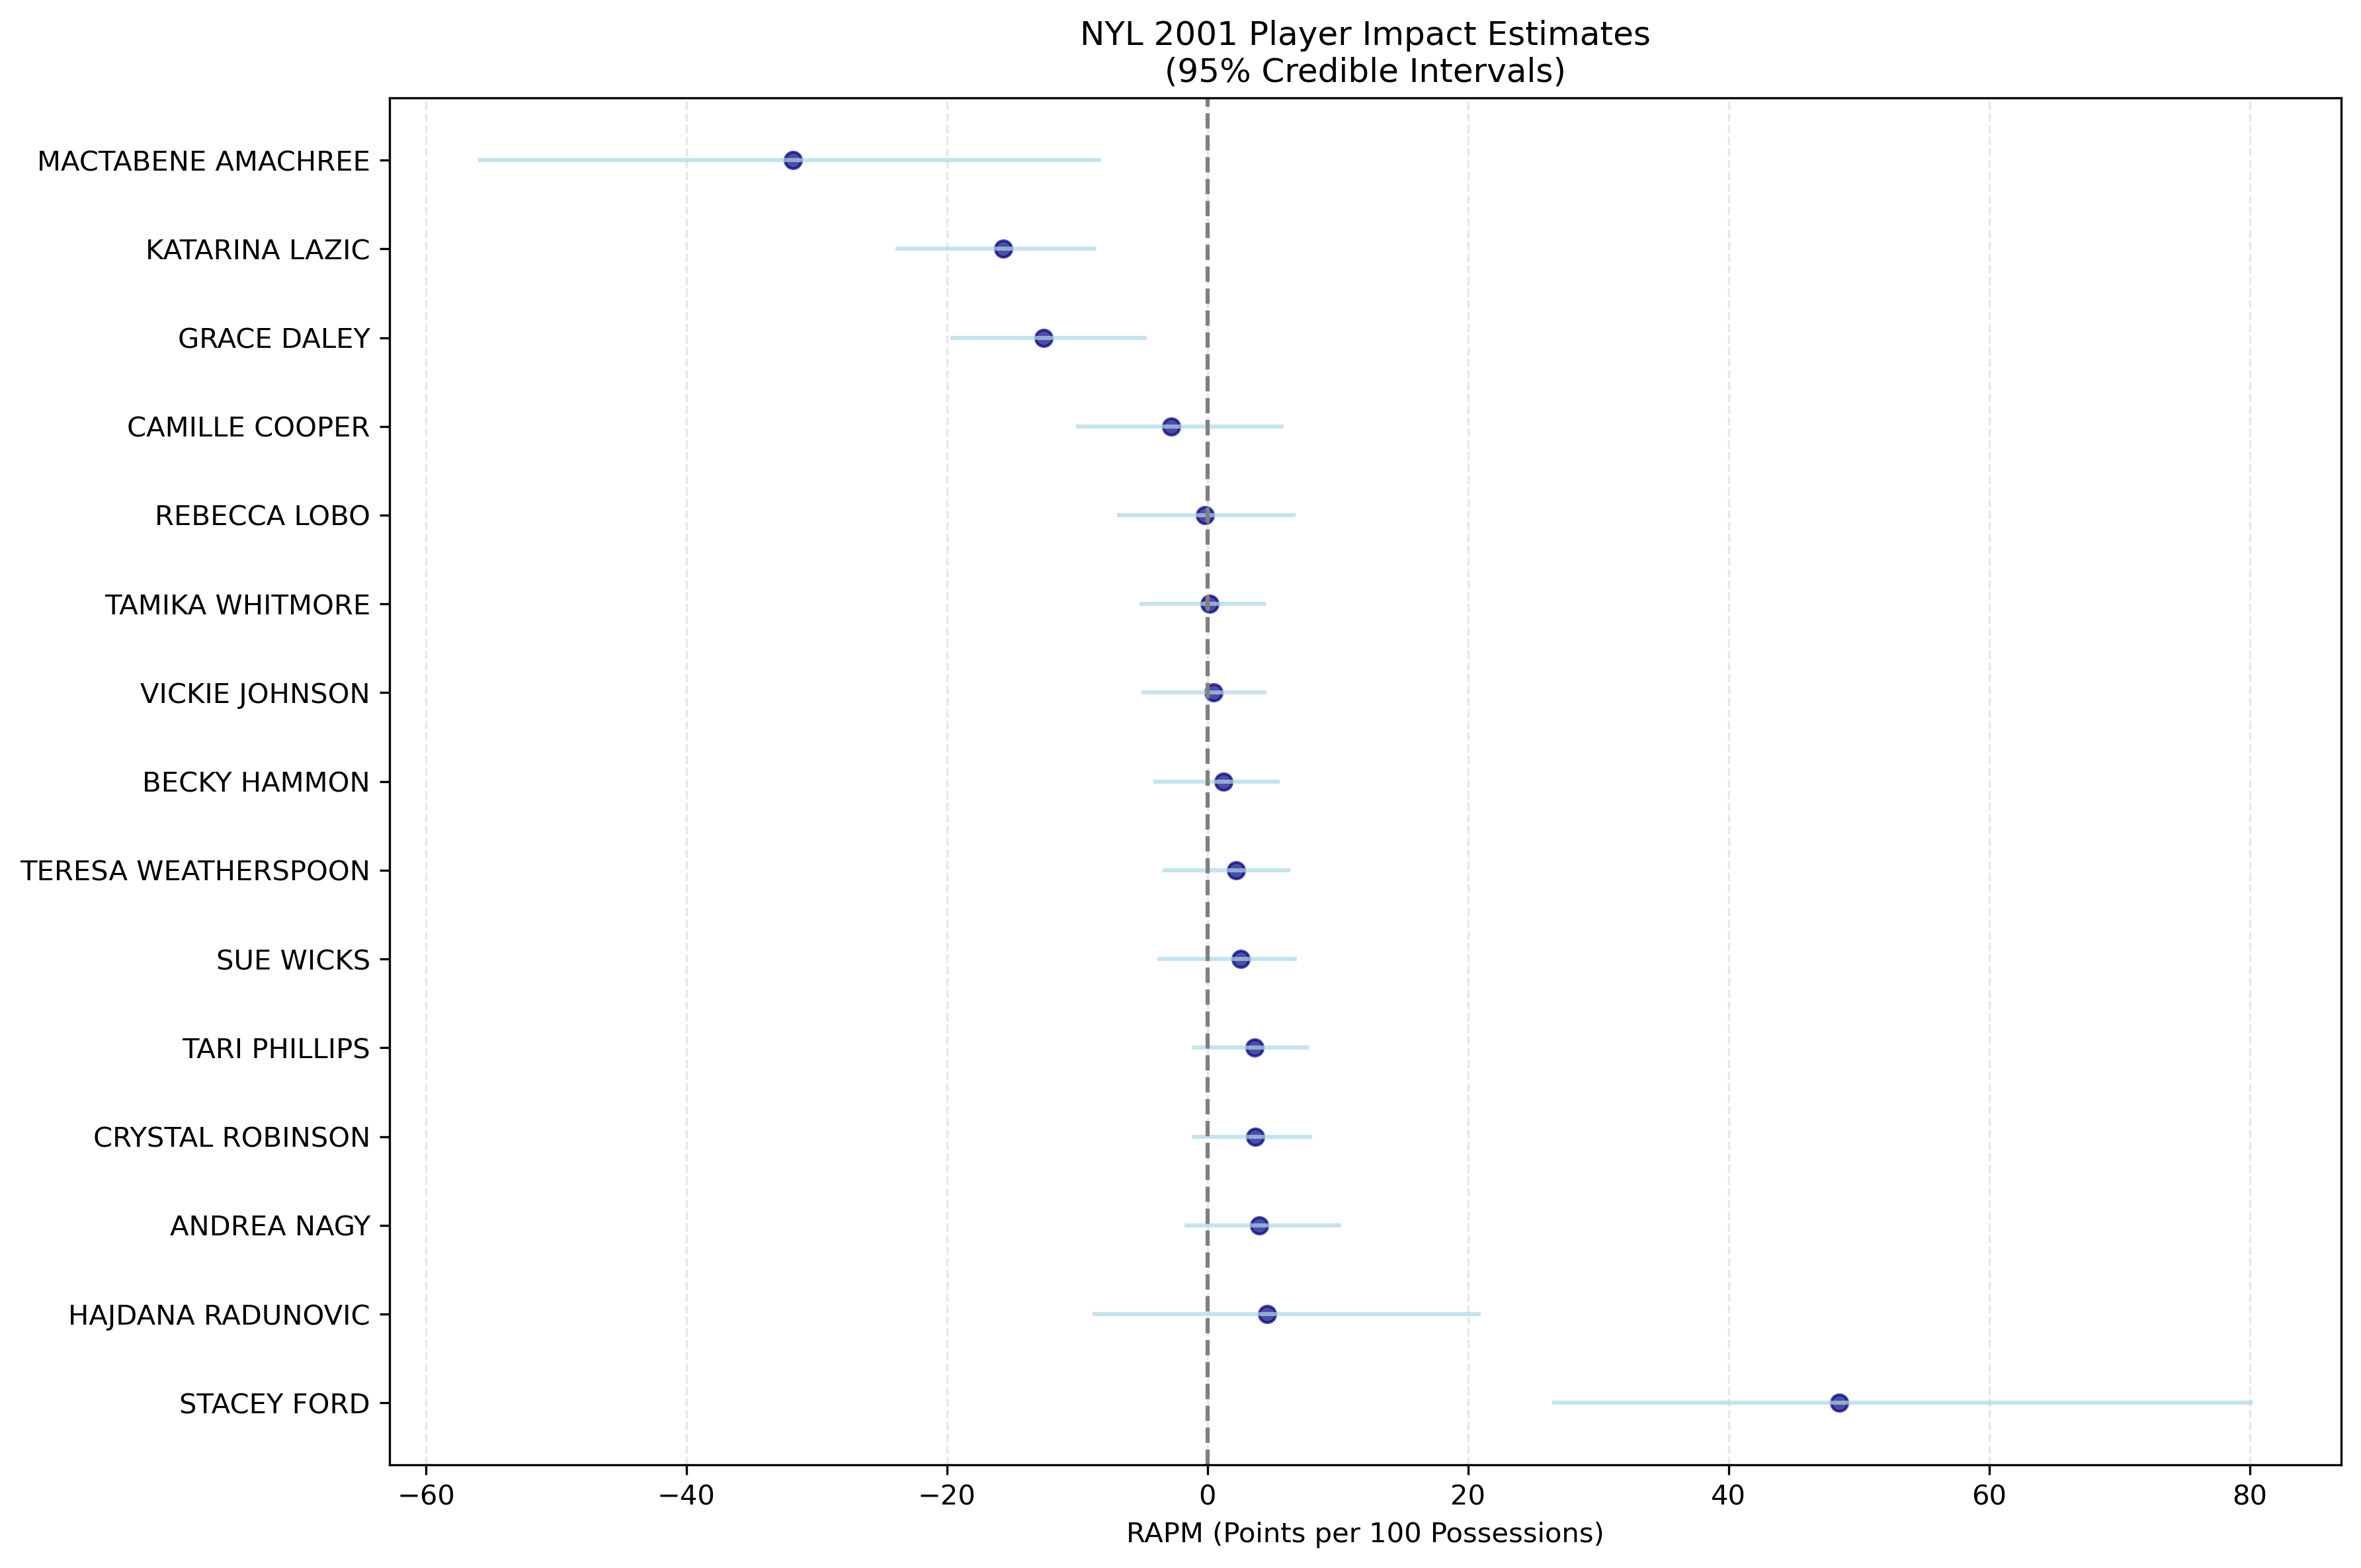 NYL 2001 Player Impact Estimates
(95% Credible Intervals)
MACTABENE AMACHREE
KATARINA LAZIC
GRACE DALEY
CAMILLE COOPER
REBECCA LOBO
TAMIKA WHITMORE
VICKIE JOHNSON
BECKY HAMMON
TERESA WEATHERSPOON
SUE WICKS
TARI PHILLIPS
CRYSTAL ROBINSON
ANDREA NAGY
HAJDANA RADUNOVIC
STACEY FORD
−60 −40 −20 0 20 40 60 80
RAPM (Points per 100 Possessions)